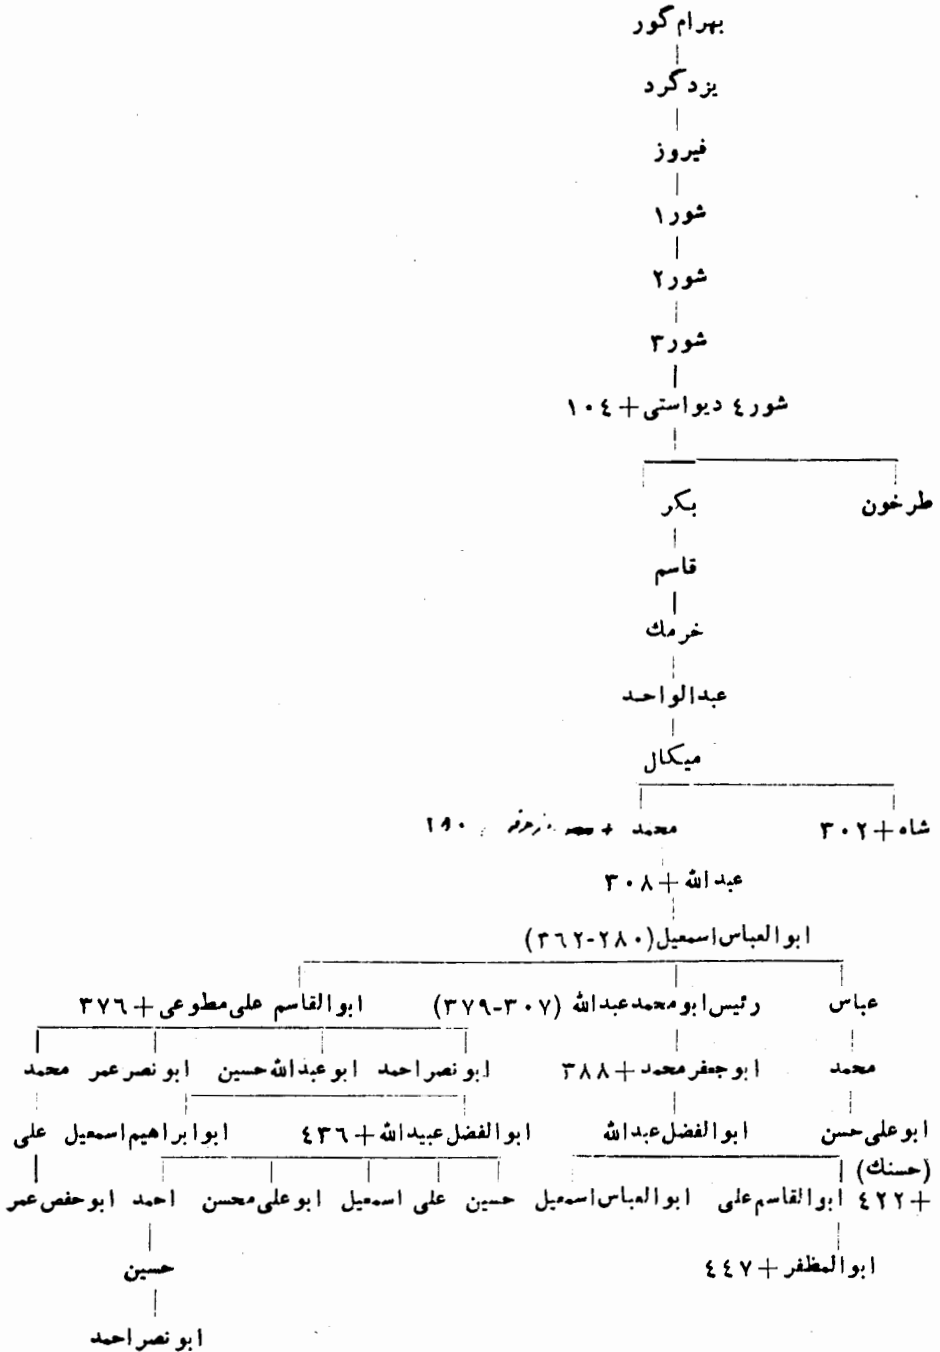 بهرام گور
یزدگرد
فیروز
شور۱
شور۲
شور۳
شور٤ دیواستی + ۱۰٤
طرخون بکر
قاسم
خرمك
عبدالواحد
میکال
شاه + ۳۰۲ محمد +
عبدالله + ۳۰۸
ابوالعباس اسمعیل (۲۸۰-۳٦۲)
عباس رئیس ابومحمد عبدالله (۳۰۷-۳۷۹) ابوالقاسم علی مطوعی + ۳۷٦
محمد ابوجعفر محمد + ۳۸۸ ابونصر احمد ابوعبدالله حسین ابونصر عمر محمد
ابوعلی حسن ابوالفضل عبدالله ابوالفضل عبیدالله + ٤۳٦ ابوابراهیم اسمعیل علی
(حسنك)
+ ٤۲۲ ابوالقاسم علی ابوالعباس اسمعیل حسین علی اسمعیل ابوعلی محسن احمد ابوحفص عمر
ابوالمظفر + ٤٤۷ حسین
ابونصر احمد